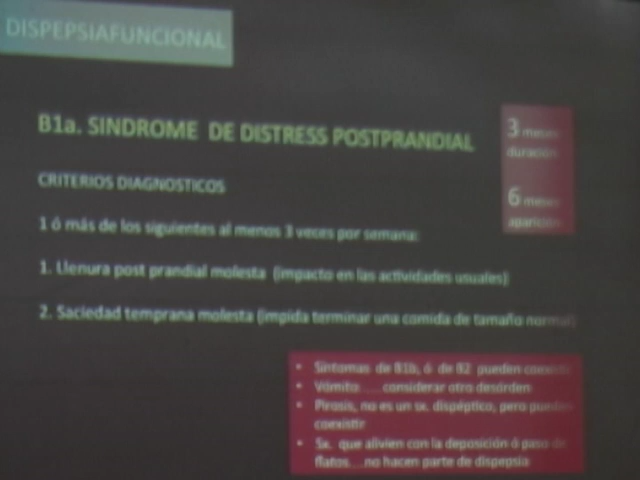 DISPEPSIAFUNCIONAL
B1a. SINDROME DE DISTRESS POSTPRANDIAL
3 meses
duración
6 meses
aparición
CRITERIOS DIAGNOSTICOS
1 ó más de los siguientes al menos 3 veces por semana:
1. Llenura post prandial molesta (impacto en las actividades usuales)
2. Saciedad temprana molesta (impida terminar una comida de tamaño normal)
• Síntomas de B1b, ó de B2 pueden coexistir
• Vómito..... considerar otro desórden
• Pirosis, no es un sx. dispéptico, pero pueden
coexistir
• Sx. que alivien con la deposición ó paso de
flatos....no hacen parte de dispepsia